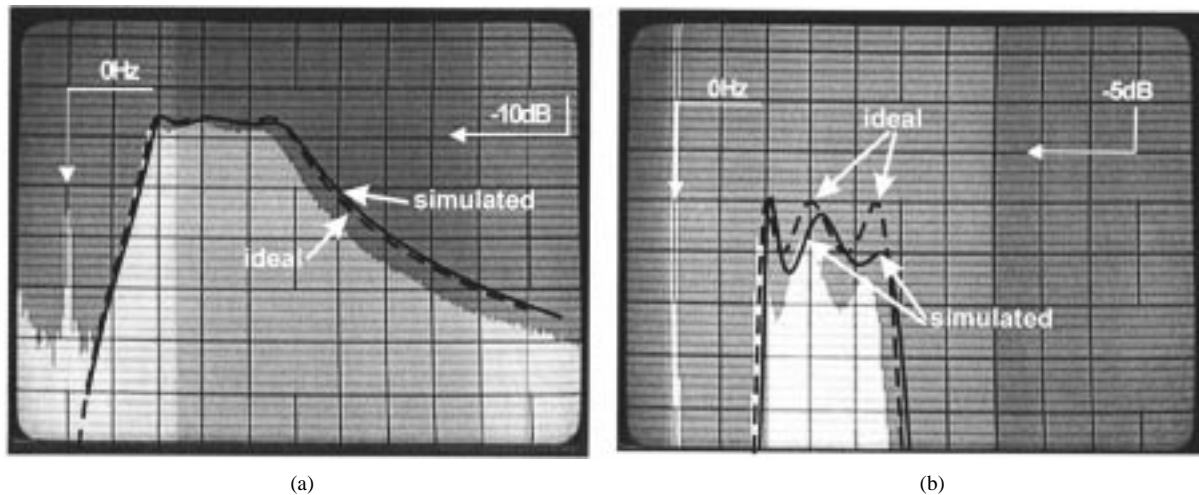 0Hz
-10dB
simulated
ideal
(a)
0Hz
-5dB
ideal
simulated
(b)